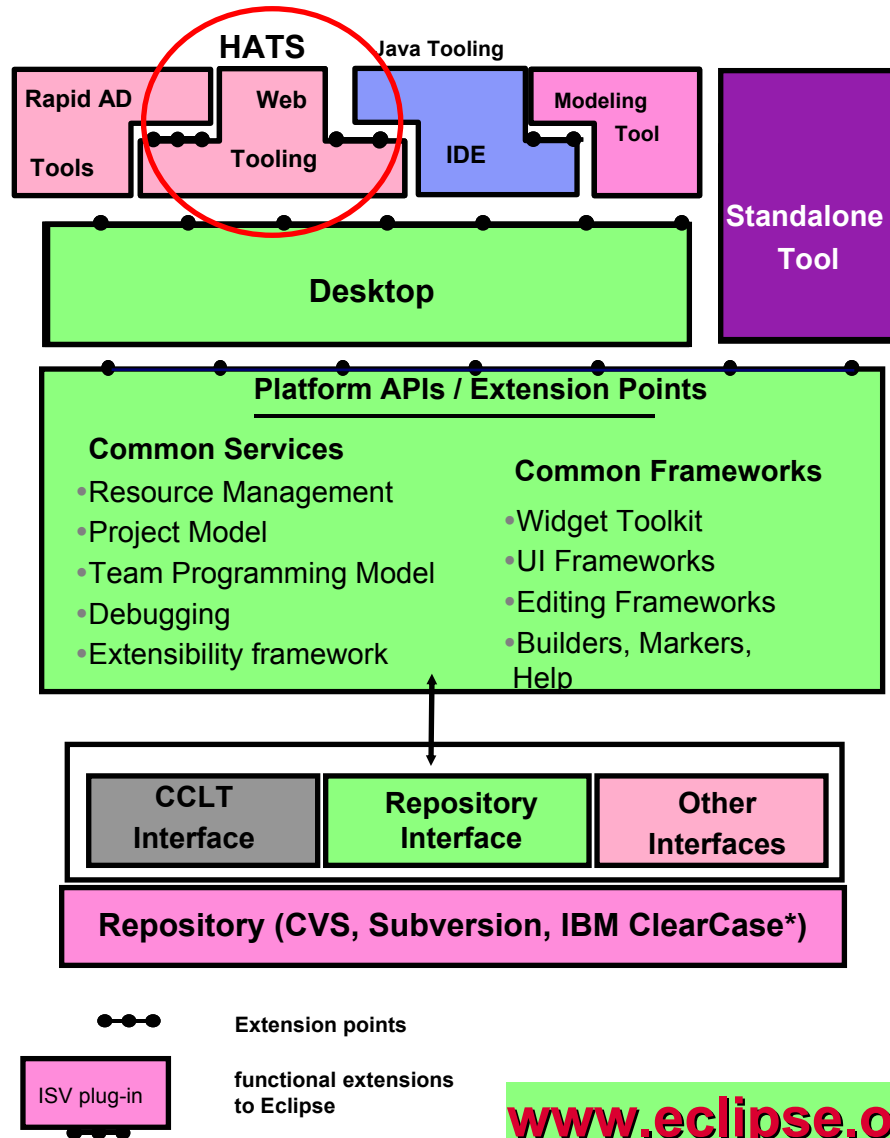 HATS
Java Tooling
Rapid AD
Tools
Web
Tooling
IDE
Modeling
Tool
Standalone
Tool
Desktop
Platform APIs / Extension Points
Common Services
•Resource Management
•Project Model
•Team Programming Model
•Debugging
•Extensibility framework
Common Frameworks
•Widget Toolkit
•UI Frameworks
•Editing Frameworks
•Builders, Markers,
Help
CCLT
Interface
Repository
Interface
Other
Interfaces
Repository (CVS, Subversion, IBM ClearCase*)
Extension points
ISV plug-in
functional extensions
to Eclipse
www.eclipse.o